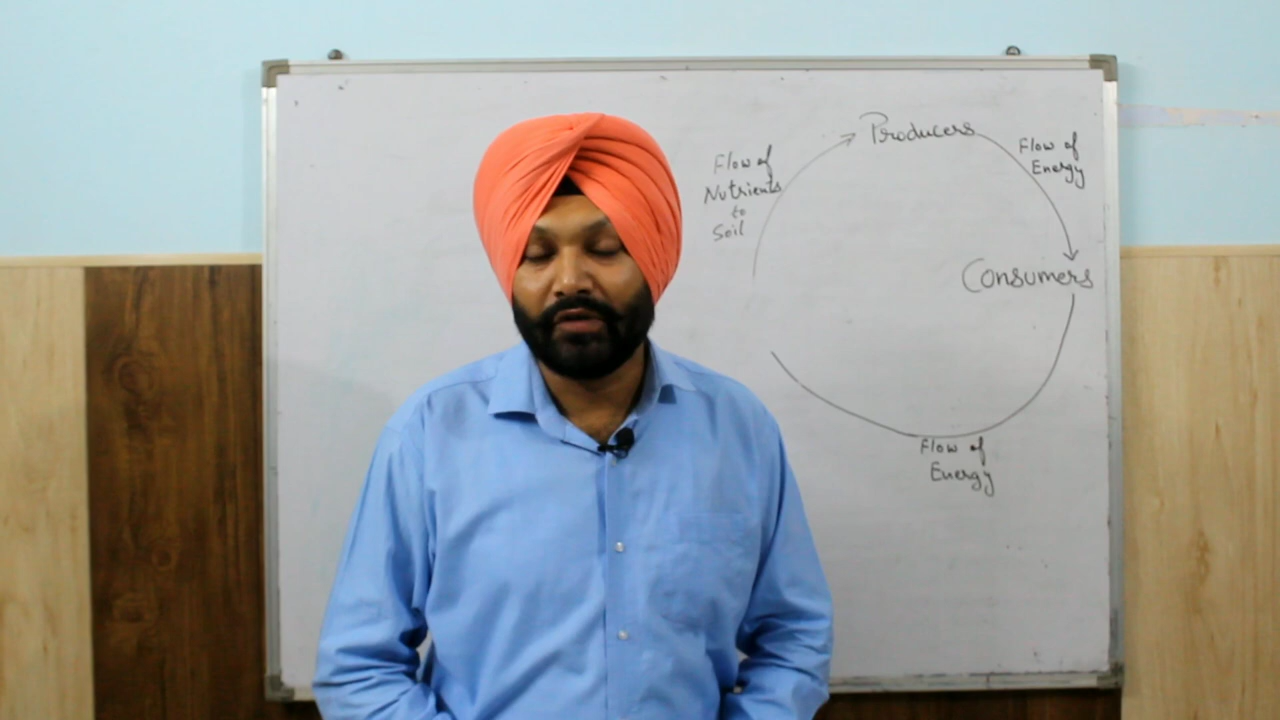 Producers
Flow of
Energy
Consumers
Flow of
Energy
Flow of
Nutrients
to
Soil